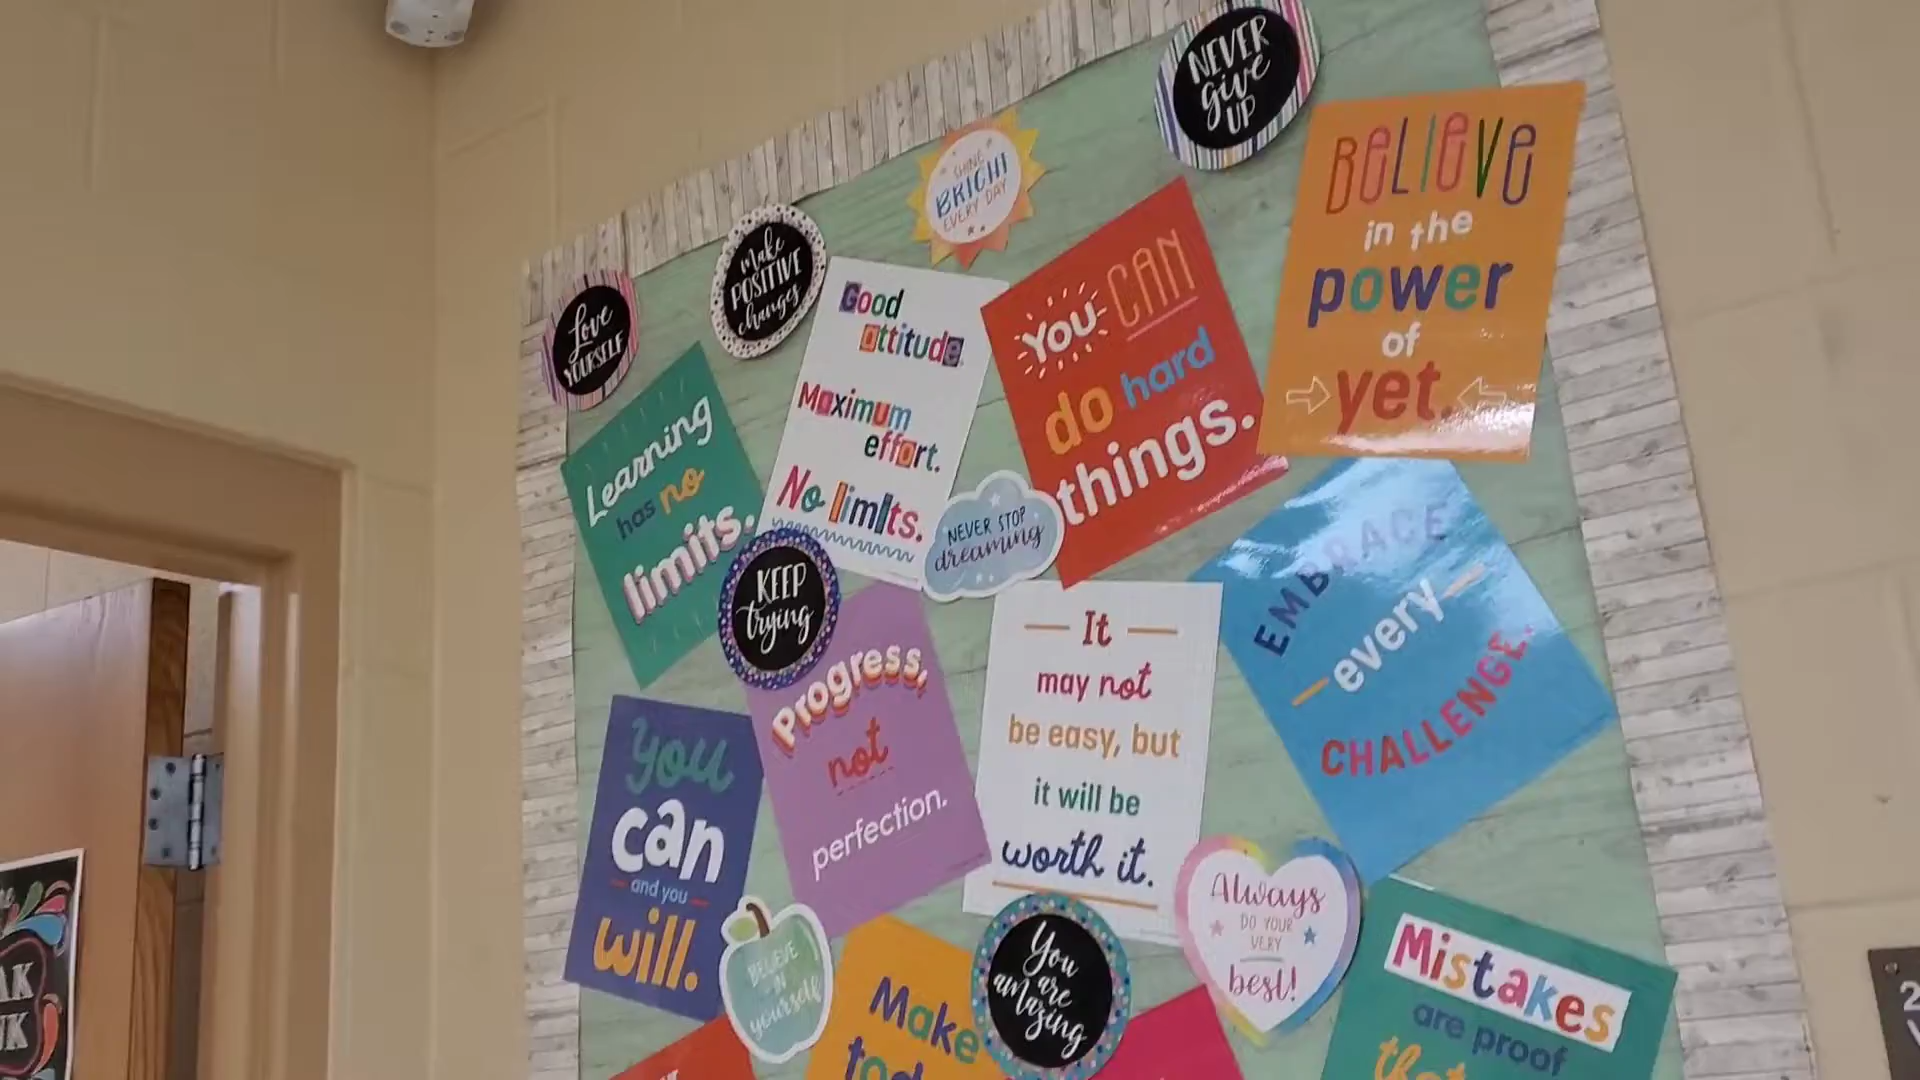 NEVER
give
UP
SHINE
BRIGHT
EVERY DAY
Make
POSITIVE
changes
Love
YOURSELF
BELIEVE
in the
power
of
yet.
YOU CAN
do hard
things.
Good
attitude.
Maximum
effort.
No limits.
Learning
has no
limits.
NEVER STOP
dreaming
KEEP
trying
EMBRACE
every
CHALLENGE.
Progress,
not
perfection.
It
may not
be easy, but
it will be
worth it.
You
can
and you
will.
Always
DO YOUR
VERY
best!
BELIEVE
IN
yourself
You
are
amazing
Make
Mistakes
are proof